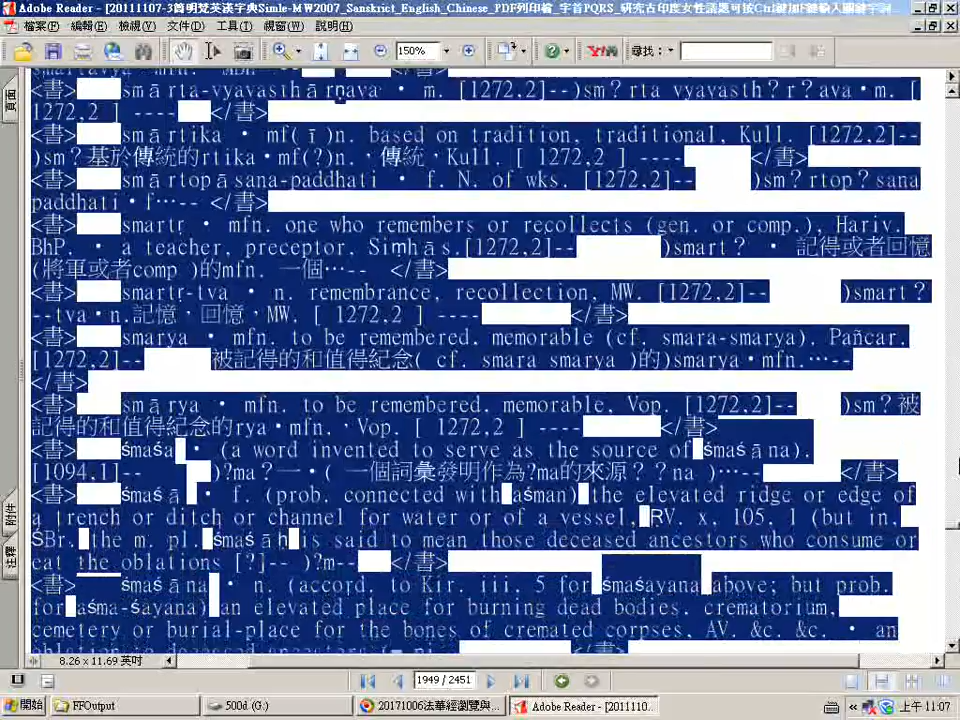 Adobe Reader - [20111107-3簡明梵英漢字典Simle-MW2007_Sanskrict_English_Chinese_PDF列印檔_字首PQRS_研究古印度女性議題可按Ctrl鍵加F鍵輸入關鍵字詞
檔案(F) 編輯(E) 檢視(V) 文件(D) 工具(T) 視窗(W) 說明(H)
150% 尋找:
頁面
附件
注釋
<書> smārta-vyavasthārṇava · m. [1272,2]--)sm?rta vyavasth?r?ava·m. [
1272,2 ] ---- </書>
<書> smārtika · mf(ī)n. based on tradition, traditional, Kull. [1272,2]--
)sm?基於傳統的rtika·mf(?)n.,傳統,Kull. [ 1272,2 ] ---- </書>
<書> smārtopāsana-paddhati · f. N. of wks. [1272,2]-- )sm?rtop?sana
paddhati·f…-- </書>
<書> smartṛ · mfn. one who remembers or recollects (gen. or comp.), Hariv.
BhP. · a teacher, preceptor. Siṃhās.[1272,2]-- )smart? · 記得或者回憶
(將軍或者comp )的mfn. 一個…-- </書>
<書> smartṛ-tva · n. remembrance, recollection, MW. [1272,2]-- )smart?
--tva·n.記憶,回憶,MW. [ 1272,2 ] ---- </書>
<書> smarya · mfn. to be remembered. memorable (cf. smara-smarya). Pañcar.
[1272,2]-- 被記得的和值得紀念( cf. smara smarya )的)smarya·mfn.…--
</書>
<書> smārya · mfn. to be remembered. memorable, Vop. [1272,2]-- )sm?被
記得的和值得紀念的rya·mfn.,Vop. [ 1272,2 ] ---- </書>
<書> śmaśa · (a word invented to serve as the source of śmaśāna).
[1094,1]-- )?ma?一·( 一個詞彙發明作為?ma的來源??na )…-- </書>
<書> śmaśā · f. (prob. connected with aśman) the elevated ridge or edge of
a trench or ditch or channel for water or of a vessel, RV. x, 105, 1 (but in,
ŚBr. the m. pl. śmaśāḥ is said to mean those deceased ancestors who consume or
eat the oblations [?]-- )?m-- </書>
<書> śmaśāna · n. (accord. to Kir. iii, 5 for śmaśayana above; but prob.
for aśma-śayana) an elevated place for burning dead bodies. crematorium,
cemetery or burial-place for the bones of cremated corpses, AV. &c. &c. · an
8.26 x 11.69 英吋
1949 / 2451
開始 FFOutput 500d (G:) 20171006法華經瀏覽與... Adobe Reader - [2011110... 上午 11:07